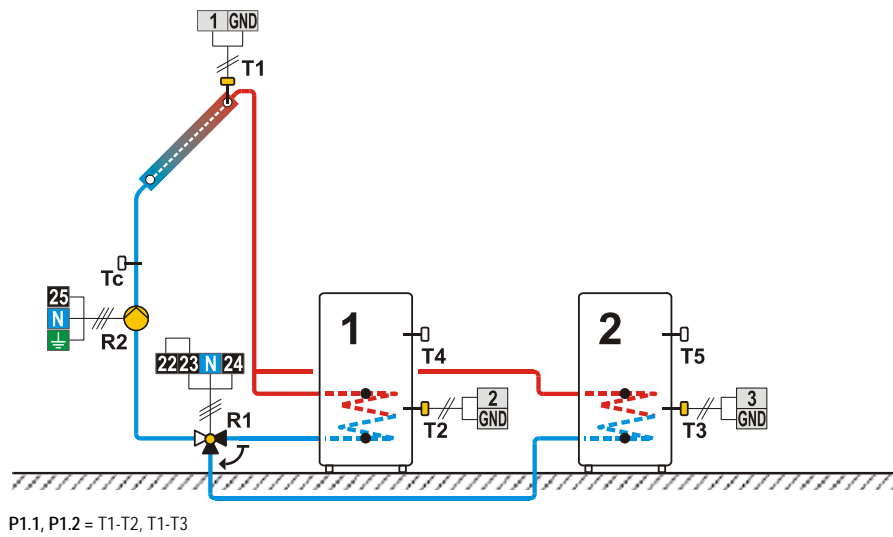 1 GND
T1
Tc
25
N
R2
22 23 N 24
R1
1
T4
2
GND
T2
2
T5
3
GND
T3
P1.1, P1.2 = T1-T2, T1-T3